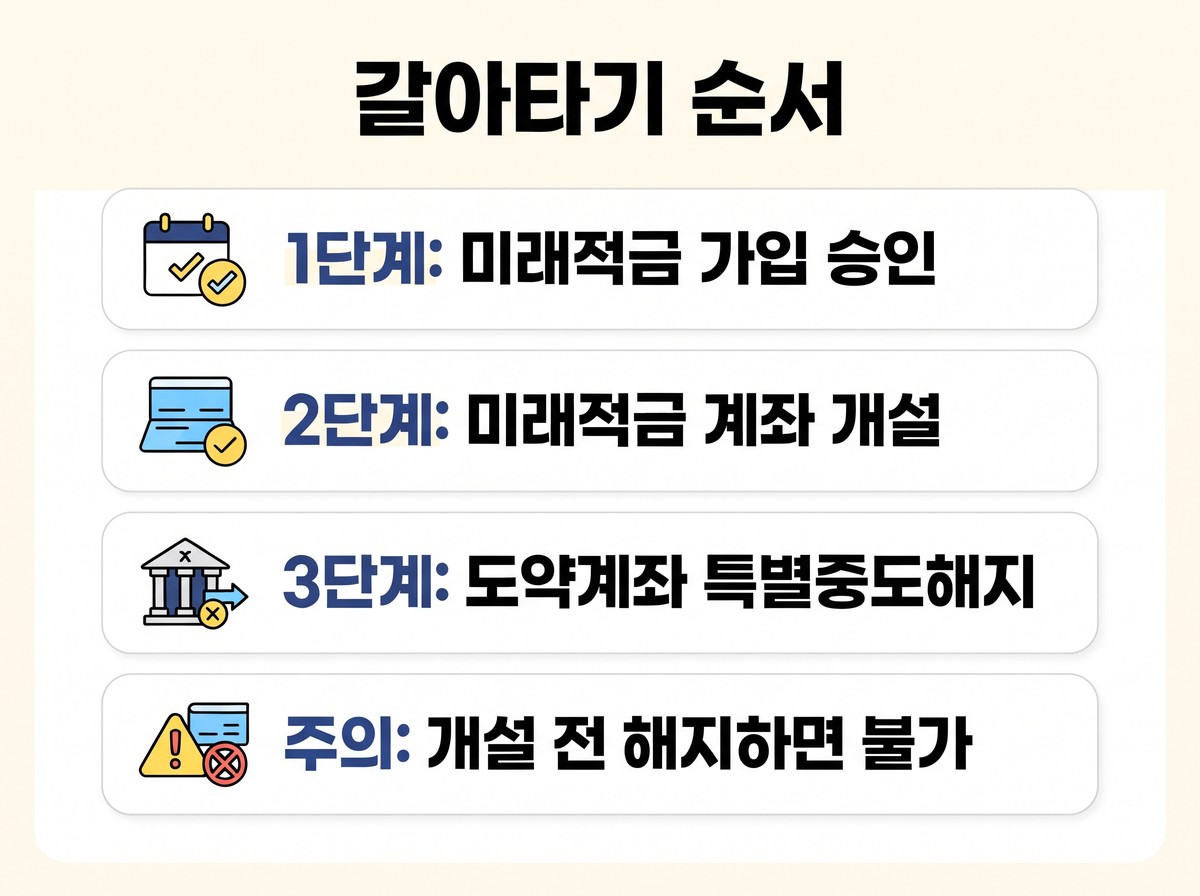 갈아타기 순서
1단계: 미래적금 가입 승인
2단계: 미래적금 계좌 개설
3단계: 도약계좌 특별중도해지
주의: 개설 전 해지하면 불가